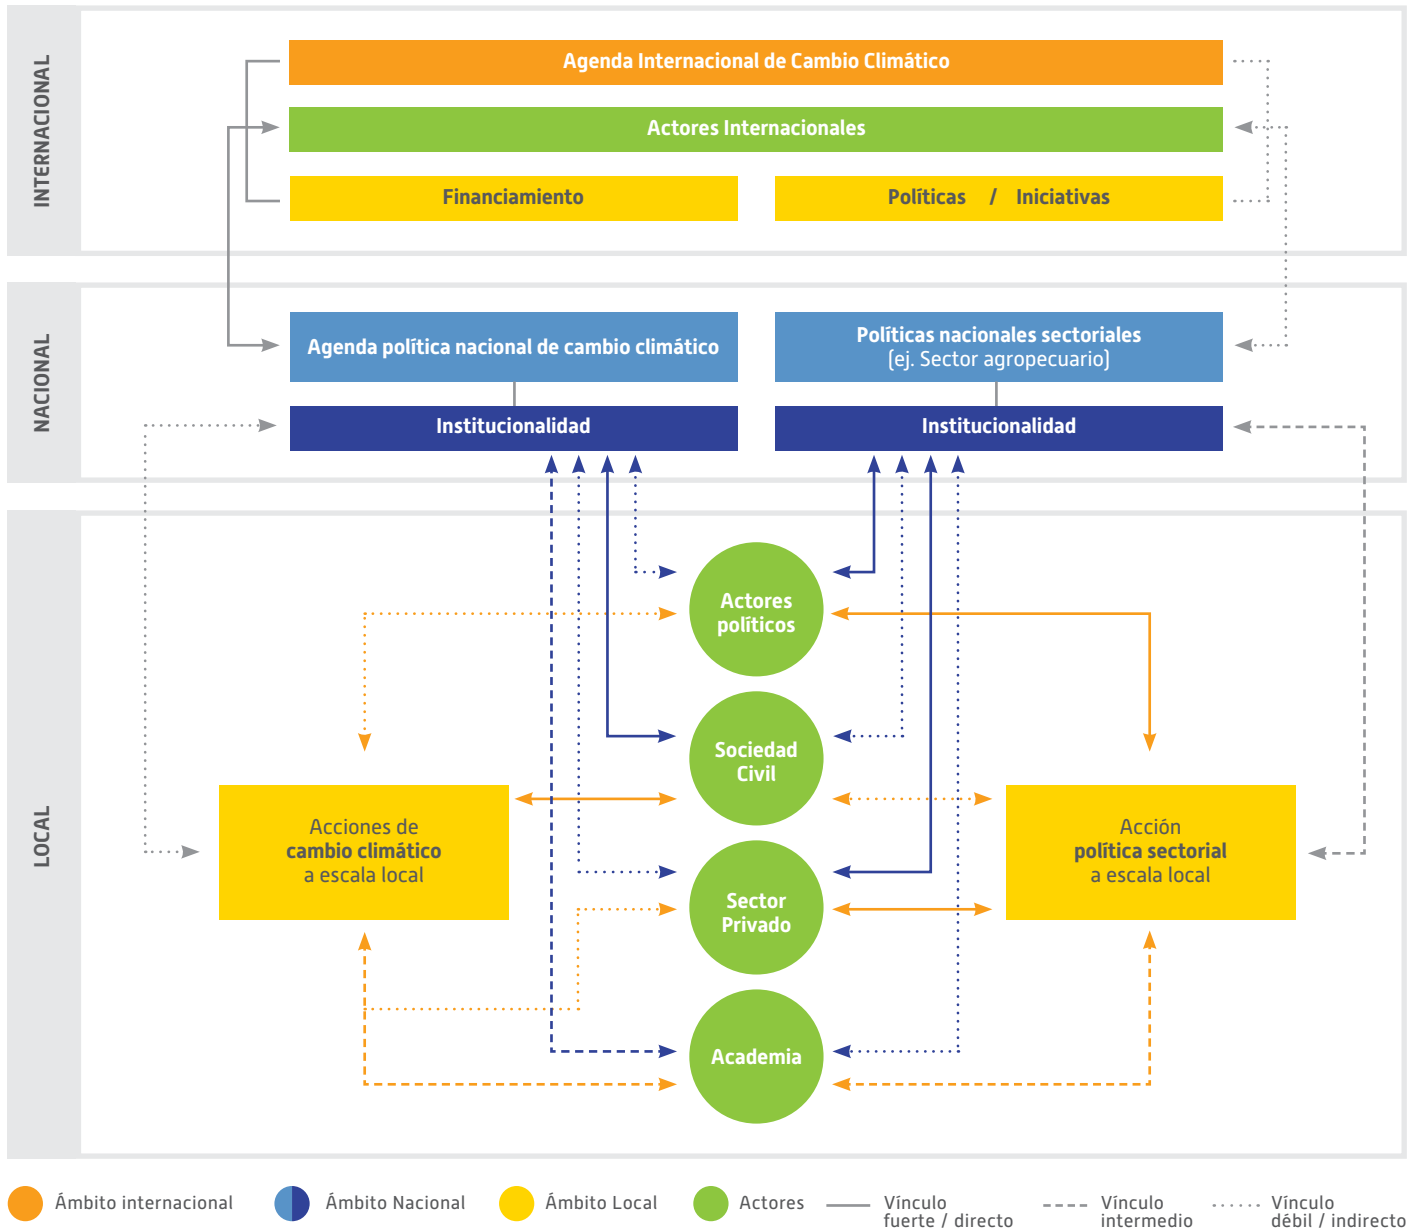 INTERNACIONAL
Agenda Internacional de Cambio Climático
Actores Internacionales
Financiamiento
Políticas / Iniciativas
NACIONAL
Agenda política nacional de cambio climático
Políticas nacionales sectoriales
(ej. Sector agropecuario)
Institucionalidad
Institucionalidad
LOCAL
Actores
políticos
Sociedad
Civil
Acciones de
cambio climático
a escala local
Acción
política sectorial
a escala local
Sector
Privado
Academia
Ámbito internacional
Ámbito Nacional
Ámbito Local
Actores
Vínculo
fuerte / directo
Vínculo
intermedio
Vínculo
débil / indirecto